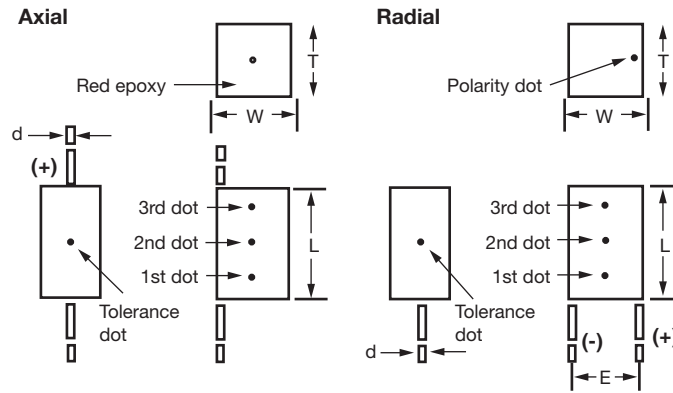 Axial
Red epoxy
T
W
d
(+)
3rd dot
2nd dot
1st dot
L
Tolerance
dot
Radial
Polarity dot
T
W
3rd dot
2nd dot
1st dot
L
Tolerance
dot
d
(-)
(+)
E